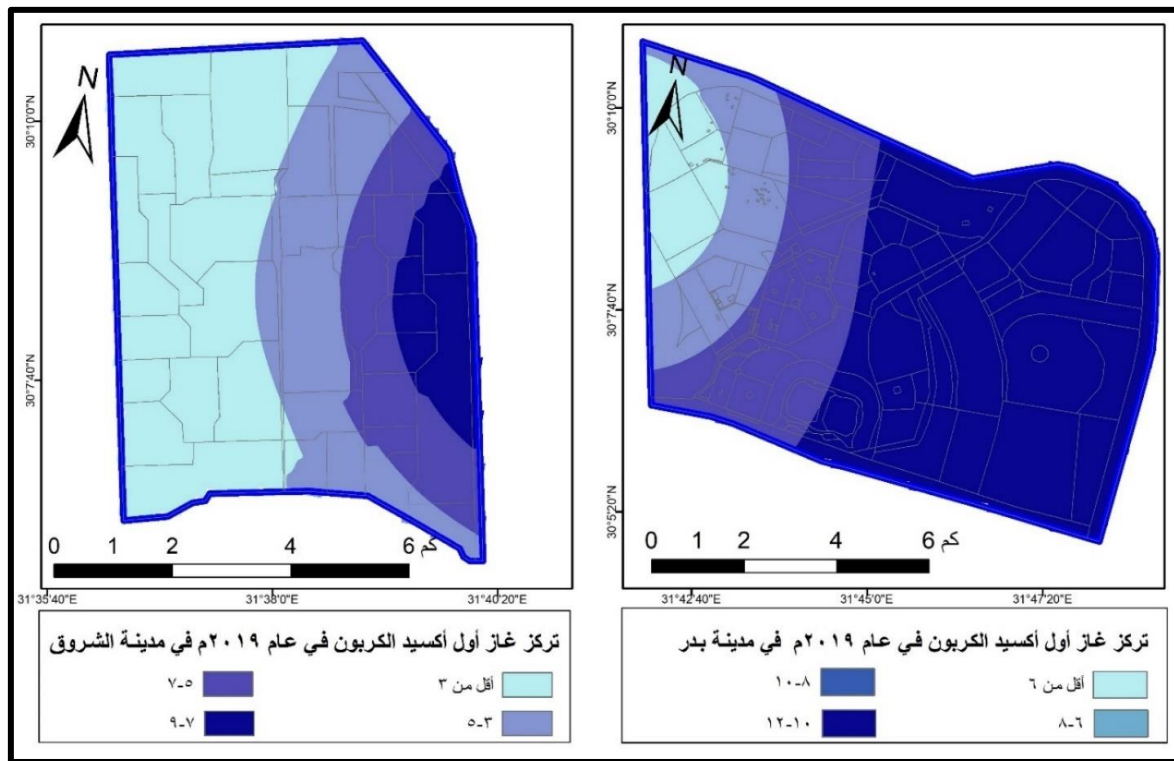 N
30°10'0"N
30°7'40"N
0 1 2 4 6 كم
31°35'40"E 31°38'0"E 31°40'20"E
تركز غاز أول أكسيد الكربون في عام ٢٠١٩م في مدينة الشروق
أقل من ٣ ٥-٧
٣-٥ ٧-٩
N
30°10'0"N
30°7'40"N
30°5'20"N
0 1 2 4 6 كم
31°42'40"E 31°45'0"E 31°47'20"E
تركز غاز أول أكسيد الكربون في عام ٢٠١٩م في مدينة بدر
أقل من ٦ ٨-١٠
٦-٨ ١٠-١٢